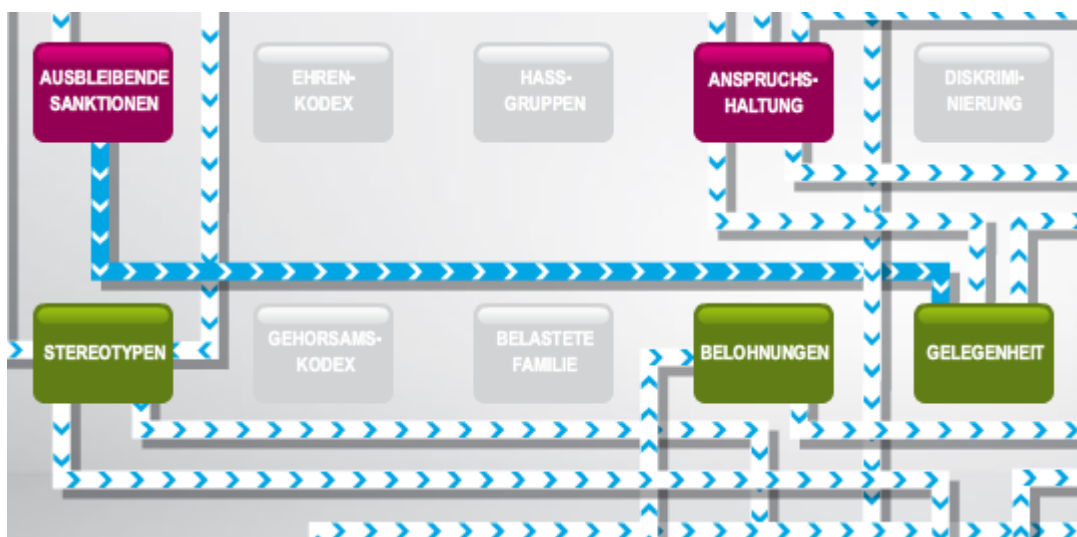 AUSBLEIBENDE
SANKTIONEN
EHREN-
KODEX
HASS-
GRUPPEN
ANSPRUCHS-
HALTUNG
DISKRIMI-
NIERUNG
STEREOTYPEN
GEHORSAMS-
KODEX
BELASTETE
FAMILIE
BELOHNUNGEN
GELEGENHEIT